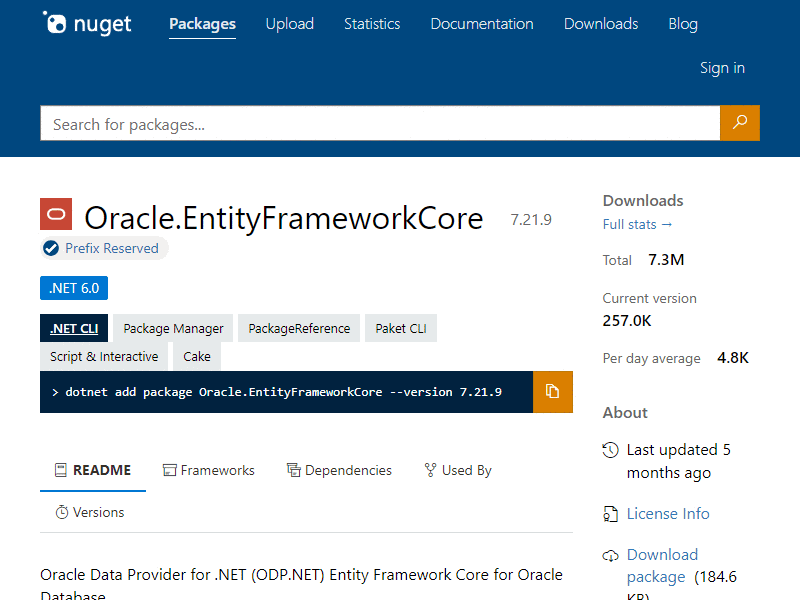 nuget
Packages Upload Statistics Documentation Downloads Blog
Sign in
Search for packages...
Oracle.EntityFrameworkCore 7.21.9
Prefix Reserved
.NET 6.0
.NET CLI Package Manager PackageReference Paket CLI
Script & Interactive Cake
> dotnet add package Oracle.EntityFrameworkCore --version 7.21.9
README Frameworks Dependencies Used By
Versions
Oracle Data Provider for .NET (ODP.NET) Entity Framework Core for Oracle
Database
Downloads
Full stats →
Total 7.3M
Current version
257.0K
Per day average 4.8K
About
Last updated 5
months ago
License Info
Download
package (184.6
KB)